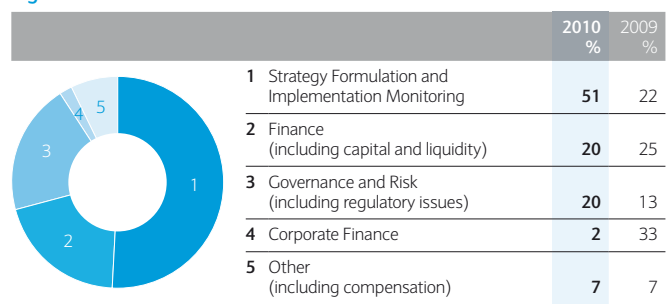 2010 2009
% %
1 Strategy Formulation and
Implementation Monitoring 51 22
2 Finance
(including capital and liquidity) 20 25
3 Governance and Risk
(including regulatory issues) 20 13
4 Corporate Finance 2 33
5 Other
(including compensation) 7 7
4 5
3
1
2